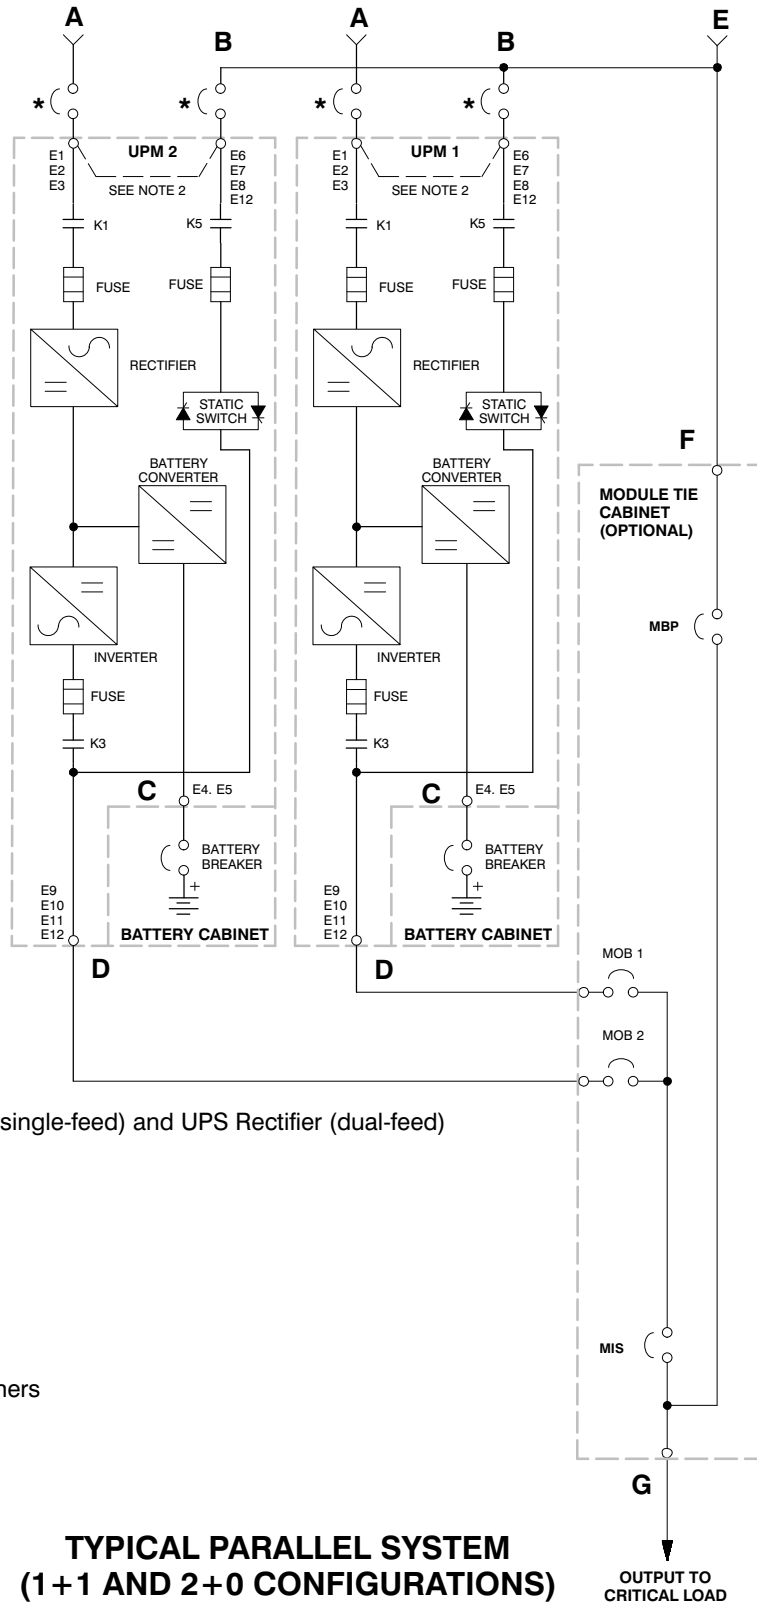 A
B
A
B
E
*
*
*
*
UPM 2
E1
E2
E3
E6
E7
E8
E12
SEE NOTE 2
K1
K5
FUSE
FUSE
RECTIFIER
STATIC
SWITCH
BATTERY
CONVERTER
INVERTER
FUSE
K3
C
E4. E5
BATTERY
BREAKER
+
E9
E10
E11
E12
BATTERY CABINET
D
UPM 1
E1
E2
E3
E6
E7
E8
E12
SEE NOTE 2
K1
K5
FUSE
FUSE
RECTIFIER
STATIC
SWITCH
BATTERY
CONVERTER
INVERTER
FUSE
K3
C
E4. E5
BATTERY
BREAKER
+
E9
E10
E11
E12
BATTERY CABINET
D
F
MODULE TIE
CABINET
(OPTIONAL)
MBP
MOB 1
MOB 2
single-feed) and UPS Rectifier (dual-feed)
MIS
ners
G
TYPICAL PARALLEL SYSTEM
(1+1 AND 2+0 CONFIGURATIONS)
OUTPUT TO
CRITICAL LOAD